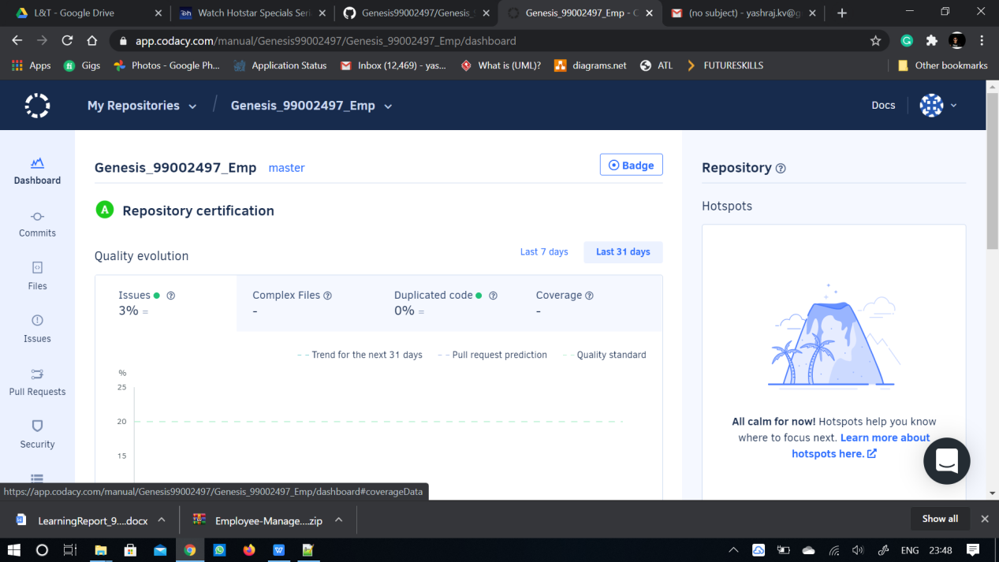 L&T - Google Drive
Watch Hotstar Specials Seri
Genesis99002497/Genesis_
Genesis_99002497_Emp - C
(no subject) - yashraj.kv@g
app.codacy.com/manual/Genesis99002497/Genesis_99002497_Emp/dashboard
Apps
Gigs
Photos - Google Ph...
Application Status
Inbox (12,469) - yas...
What is (UML)?
diagrams.net
ATL
FUTURESKILLS
Other bookmarks
My Repositories / Genesis_99002497_Emp
Docs
Dashboard
Commits
Files
Issues
Pull Requests
Security
Genesis_99002497_Emp master
Badge
A Repository certification
Quality evolution
Last 7 days
Last 31 days
Issues
3% =
Complex Files
-
Duplicated code
0% =
Coverage
-
Trend for the next 31 days
Pull request prediction
Quality standard
%
25
20
15
Repository
Hotspots
All calm for now! Hotspots help you know
where to focus next. Learn more about
hotspots here.
https://app.codacy.com/manual/Genesis99002497/Genesis_99002497_Emp/dashboard#coverageData
LearningReport_9....docx
Employee-Manage....zip
Show all
ENG
23:48